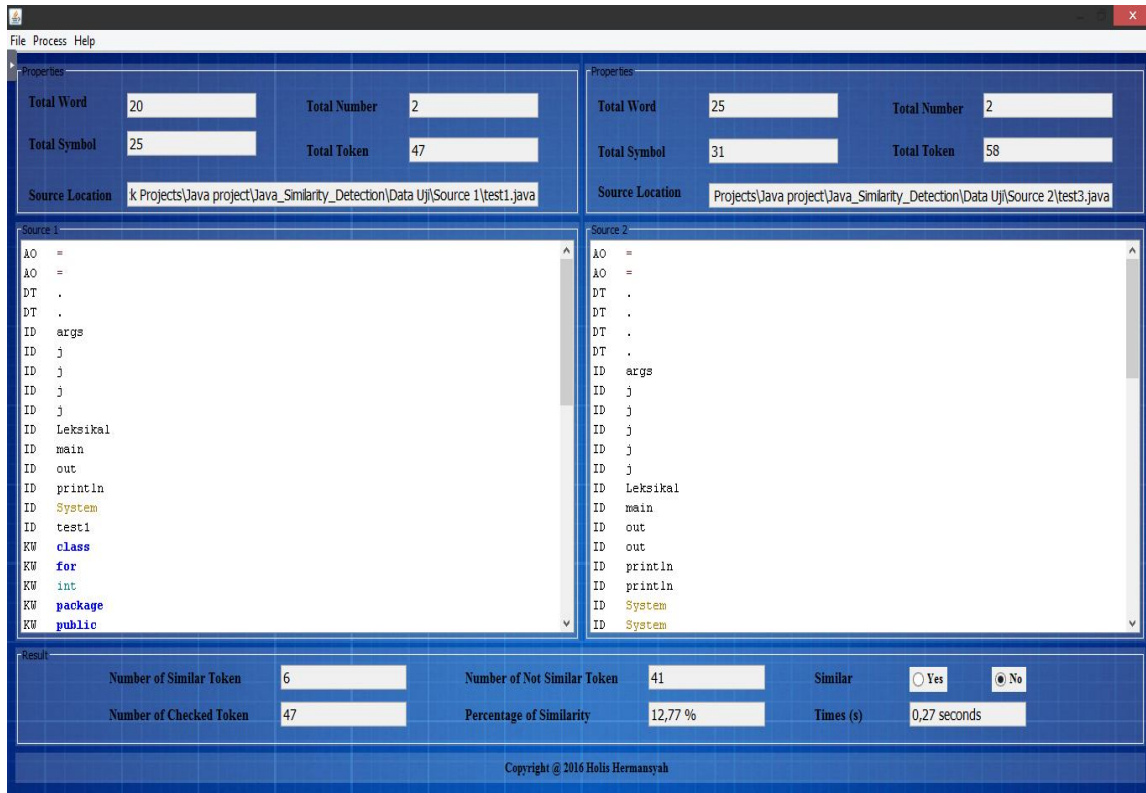 File Process Help
Properties
Total Word 20 Total Number 2
Total Symbol 25 Total Token 47
Source Location :k Projects\Java project\Java_Similarity_Detection\Data Uji\Source 1\test1.java
Properties
Total Word 25 Total Number 2
Total Symbol 31 Total Token 58
Source Location Projects\Java project\Java_Similarity_Detection\Data Uji\Source 2\test3.java
Source 1
AO =
AO =
DT .
DT .
ID args
ID j
ID j
ID j
ID j
ID Leksikal
ID main
ID out
ID println
ID System
ID test1
KW class
KW for
KW int
KW package
KW public
Source 2
AO =
AO =
DT .
DT .
DT .
DT .
ID args
ID j
ID j
ID j
ID j
ID j
ID Leksikal
ID main
ID out
ID out
ID println
ID println
ID System
ID System
Result
Number of Similar Token 6 Number of Not Similar Token 41 Similar Yes No
Number of Checked Token 47 Percentage of Similarity 12,77 % Times (s) 0,27 seconds
Copyright @ 2016 Holis Hermansyah